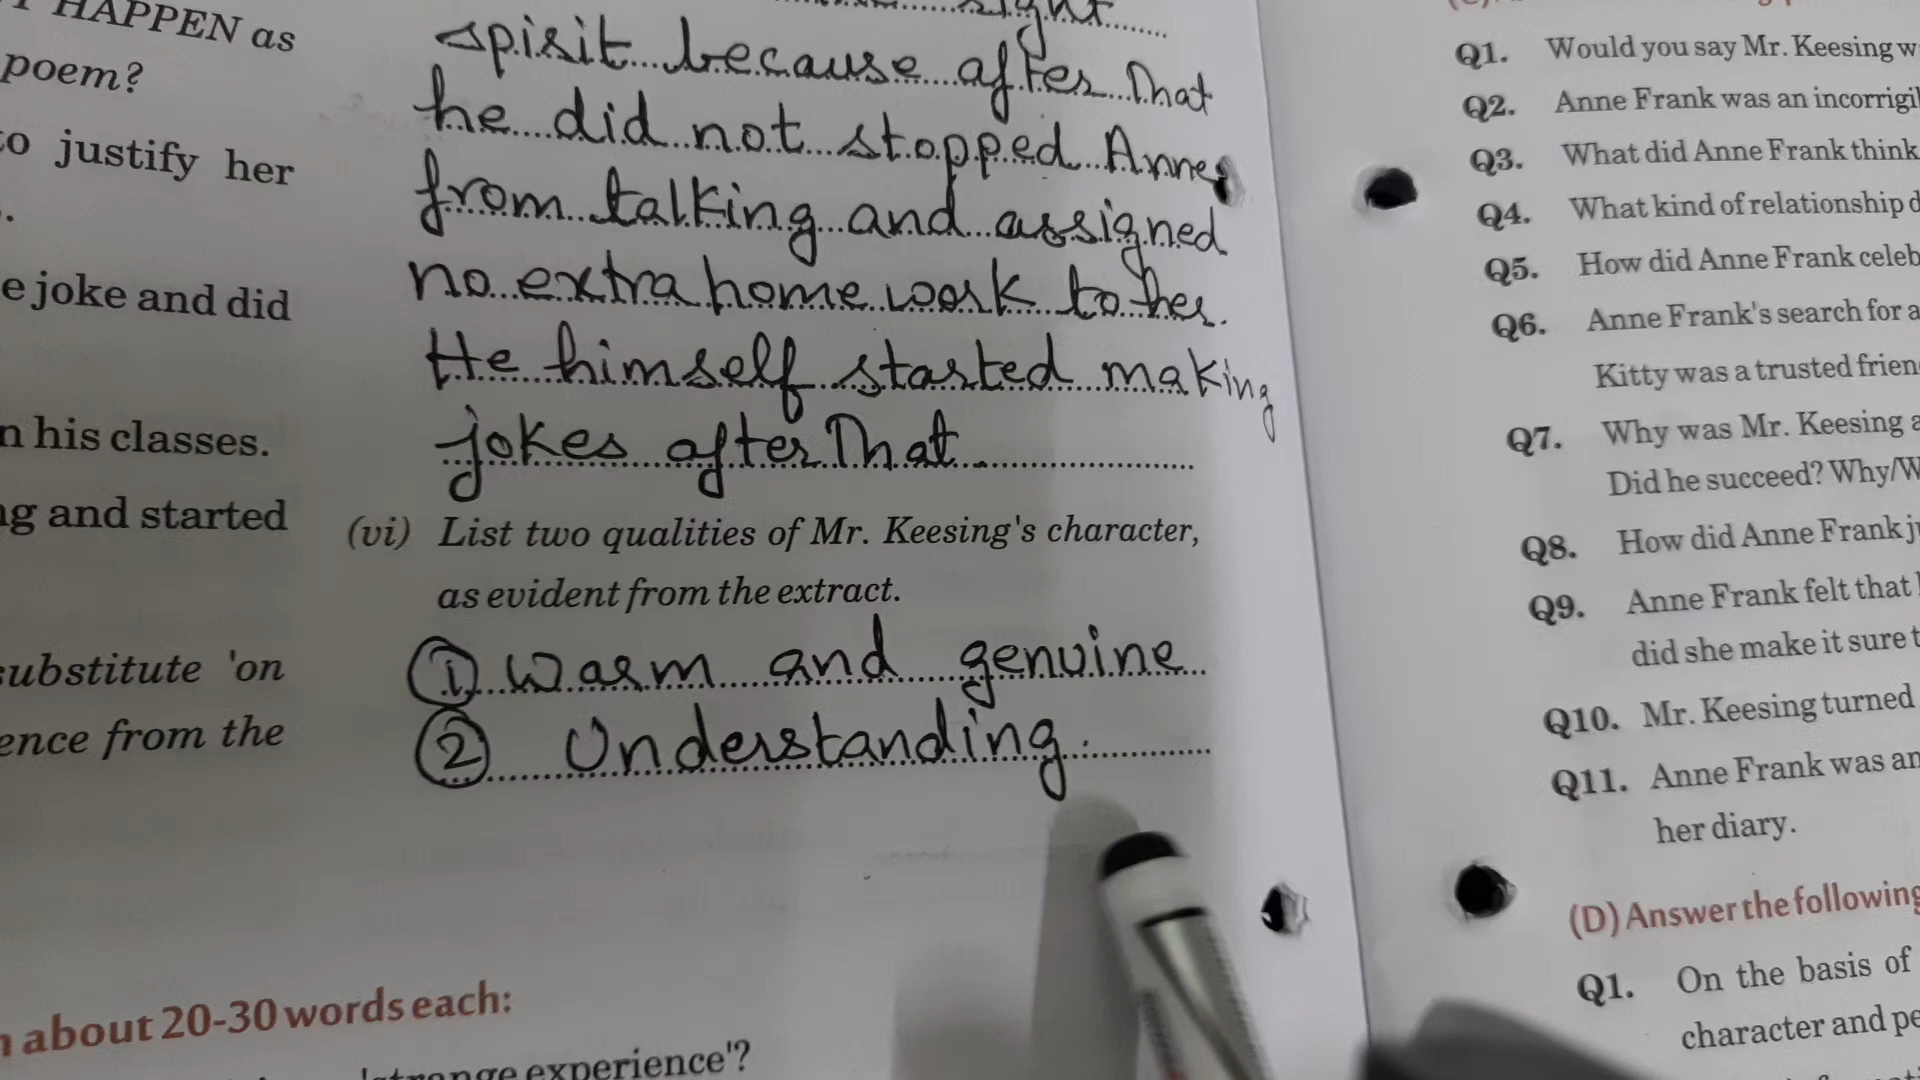 HAPPEN as
poem?
to justify her
e joke and did
n his classes.
ng and started
substitute 'on
ence from the
spirit because after That
he did not stopped Anne
from talking and assigned
no extra home work to her.
He himself started making
jokes after That
(vi) List two qualities of Mr. Keesing's character,
as evident from the extract.
① warm and genuine
② Understanding
about 20-30 words each:
experience'?
Q1. Would you say Mr. Keesing w
Q2. Anne Frank was an incorrigi
Q3. What did Anne Frank think
Q4. What kind of relationship d
Q5. How did Anne Frank celeb
Q6. Anne Frank's search for a
Kitty was a trusted frien
Q7. Why was Mr. Keesing a
Did he succeed? Why/W
Q8. How did Anne Frank j
Q9. Anne Frank felt that
did she make it sure t
Q10. Mr. Keesing turned
Q11. Anne Frank was an
her diary.
(D) Answer the following
Q1. On the basis of
character and pe